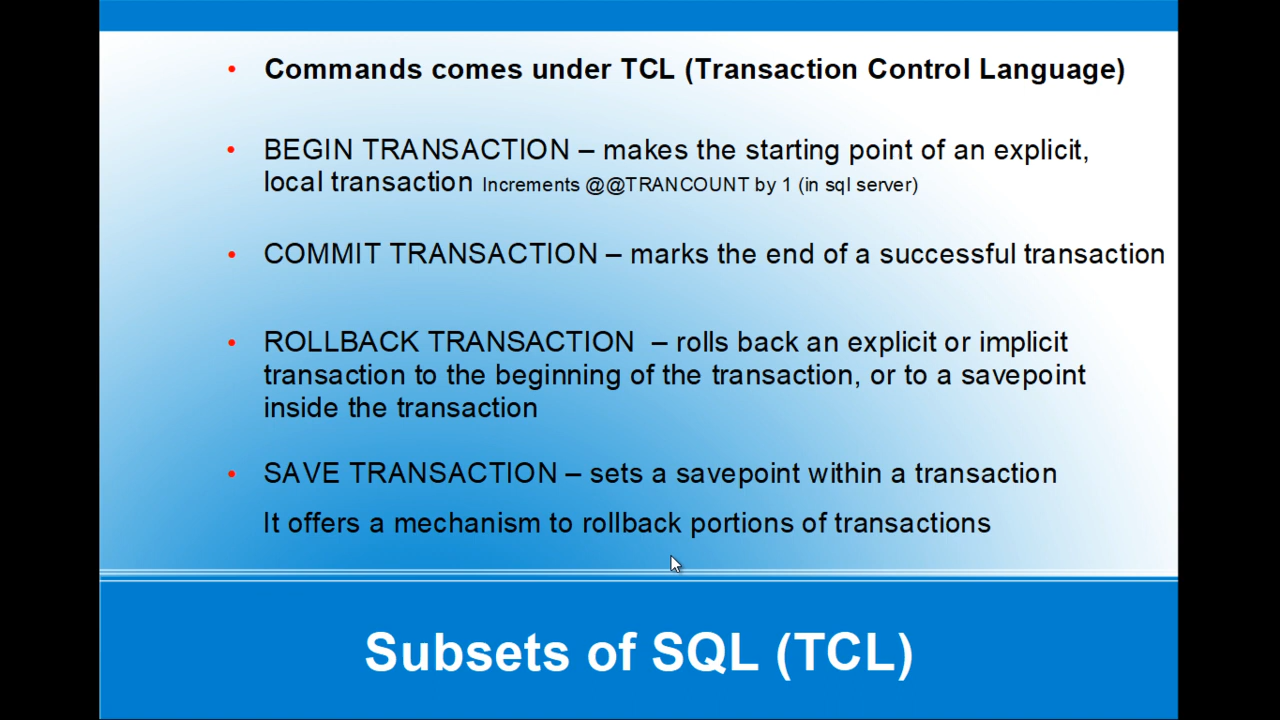 • Commands comes under TCL (Transaction Control Language)
• BEGIN TRANSACTION – makes the starting point of an explicit,
local transaction Increments @@TRANCOUNT by 1 (in sql server)
• COMMIT TRANSACTION – marks the end of a successful transaction
• ROLLBACK TRANSACTION – rolls back an explicit or implicit
transaction to the beginning of the transaction, or to a savepoint
inside the transaction
• SAVE TRANSACTION – sets a savepoint within a transaction
It offers a mechanism to rollback portions of transactions
Subsets of SQL (TCL)